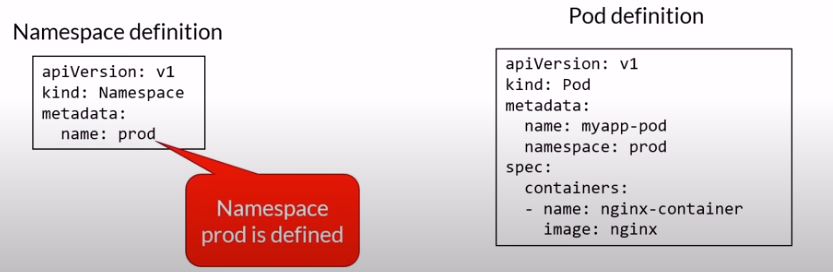 Namespace definition
apiVersion: v1
kind: Namespace
metadata:
  name: prod
Namespace
prod is defined
Pod definition
apiVersion: v1
kind: Pod
metadata:
  name: myapp-pod
  namespace: prod
spec:
  containers:
  - name: nginx-container
    image: nginx